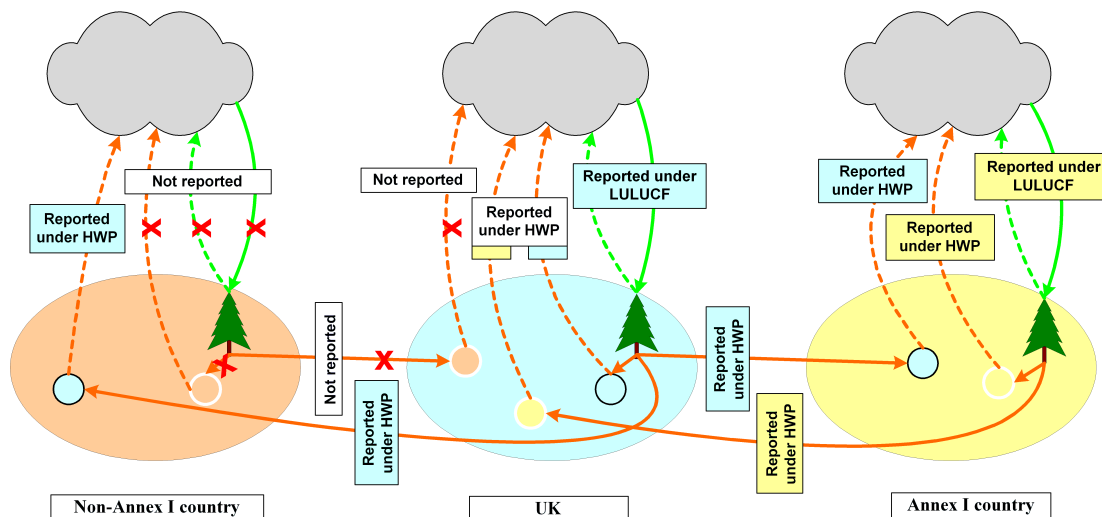 Not reported
Reported
under HWP
Not reported
Reported under
LULUCF
Reported
under HWP
Reported
under HWP
Reported under
LULUCF
Reported
under HWP
Not reported
Reported
under HWP
Reported
under HWP
Reported
under HWP
Non-Annex I country
UK
Annex I country